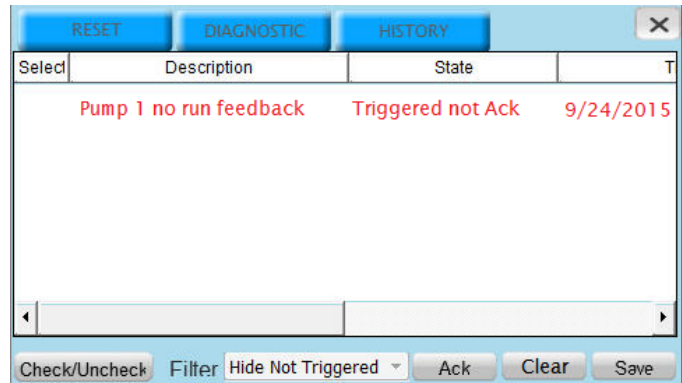 RESET DIAGNOSTIC HISTORY
Select Description State T
Pump 1 no run feedback Triggered not Ack 9/24/2015
Check/Uncheck Filter Hide Not Triggered Ack Clear Save